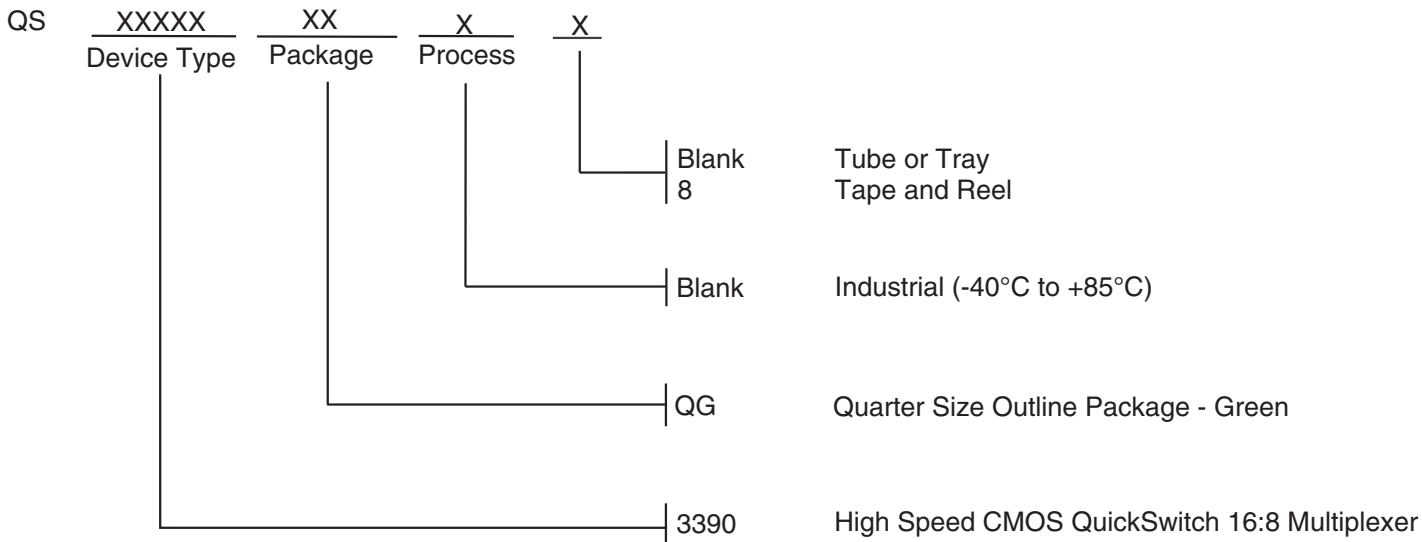 QS XXXXX XX X X
Device Type Package Process
Blank Tube or Tray
8 Tape and Reel
Blank Industrial (-40°C to +85°C)
QG Quarter Size Outline Package - Green
3390 High Speed CMOS QuickSwitch 16:8 Multiplexer